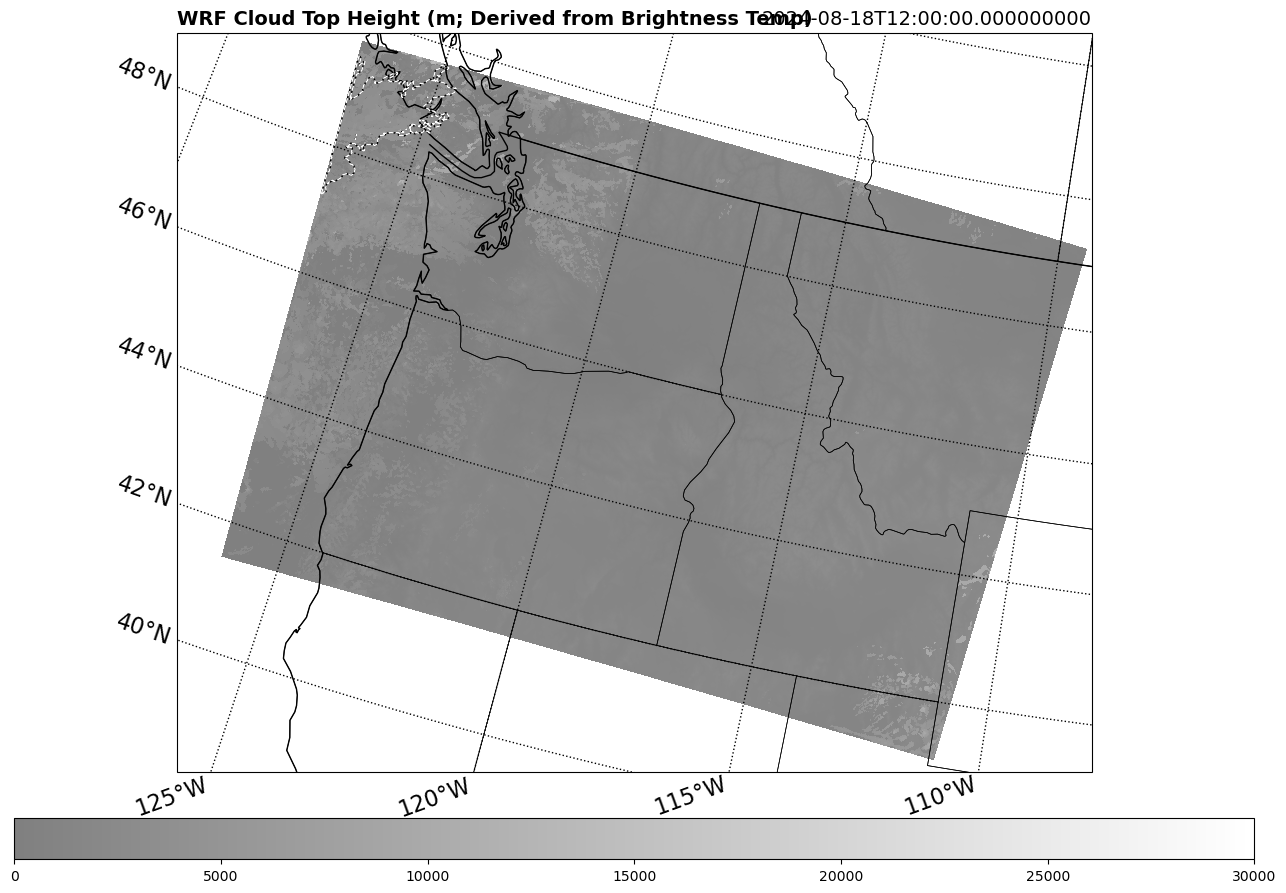 WRF Cloud Top Height (m; Derived from Brightness Temp)
2024-08-18T12:00:00.000000000
48°N
46°N
44°N
42°N
40°N
125°W 120°W 115°W 110°W
0 5000 10000 15000 20000 25000 30000